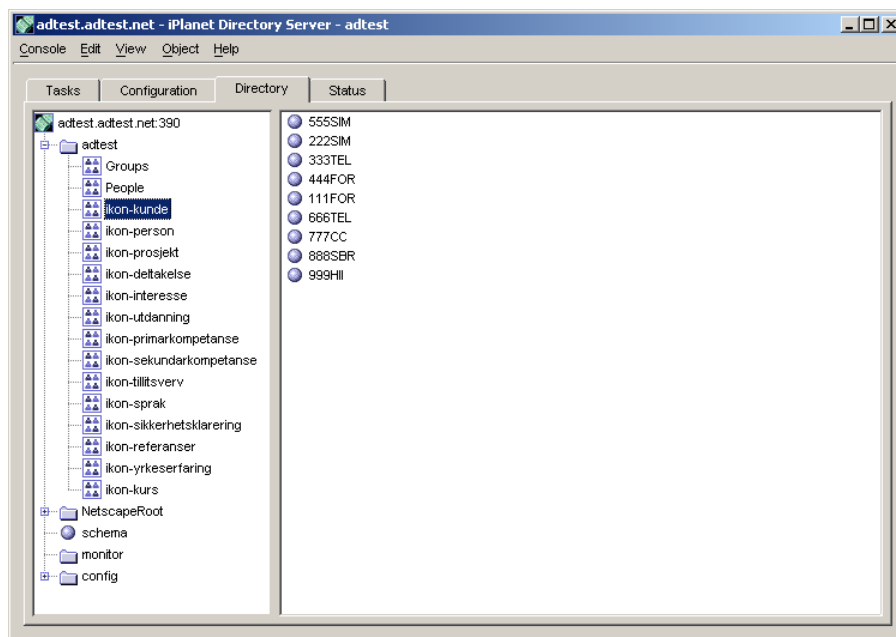 adtest.adtest.net - iPlanet Directory Server - adtest
Console Edit View Object Help
Tasks Configuration Directory Status
adtest.adtest.net:390
adtest
Groups
People
ikon-kunde
ikon-person
ikon-prosjekt
ikon-deltakelse
ikon-interesse
ikon-utdanning
ikon-primarkompetanse
ikon-sekundarkompetanse
ikon-tillitsverv
ikon-sprak
ikon-sikkerhetsklarering
ikon-referanser
ikon-yrkeserfaring
ikon-kurs
NetscapeRoot
schema
monitor
config
555SIM
222SIM
333TEL
444FOR
111FOR
666TEL
777CC
888SBR
999HII